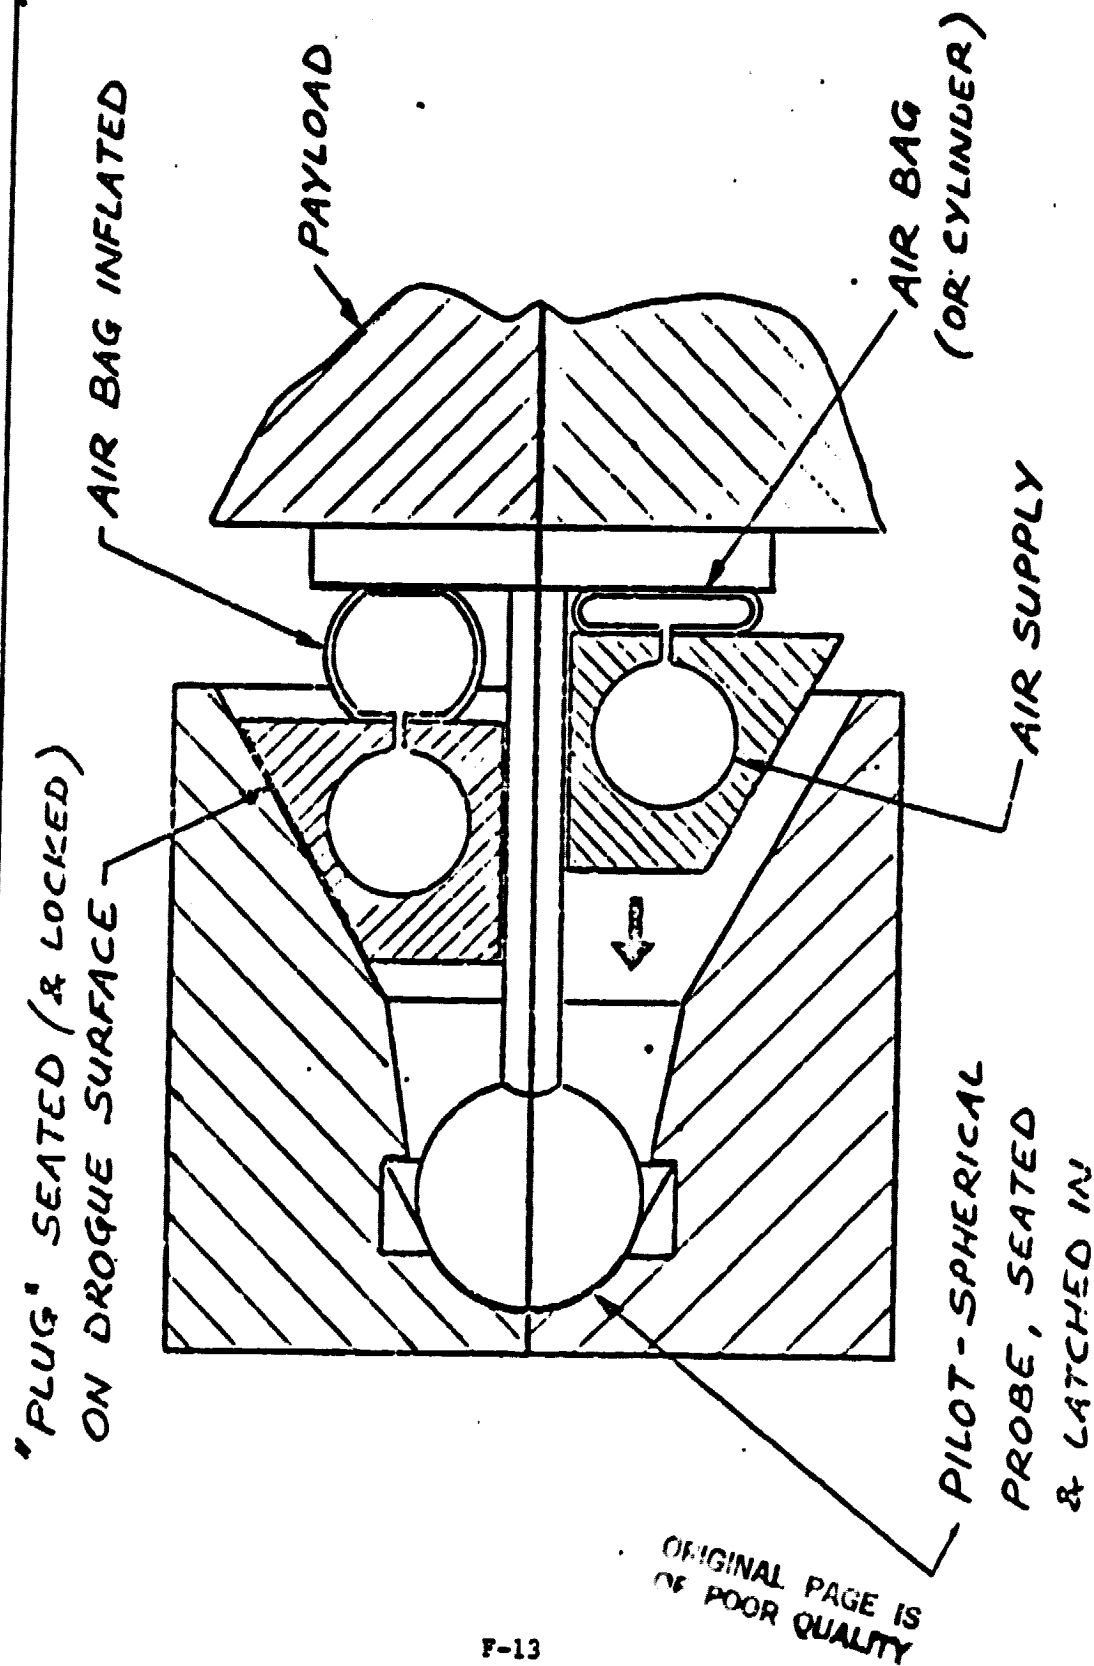 "PLUG" SEATED (& LOCKED)
ON DROGUE SURFACE
AIR BAG INFLATED
PAYLOAD
AIR BAG
(OR CYLINDER)
AIR SUPPLY
PILOT - SPHERICAL
PROBE, SEATED
& LATCHED IN
ORIGINAL PAGE IS
OF POOR QUALITY
F-13